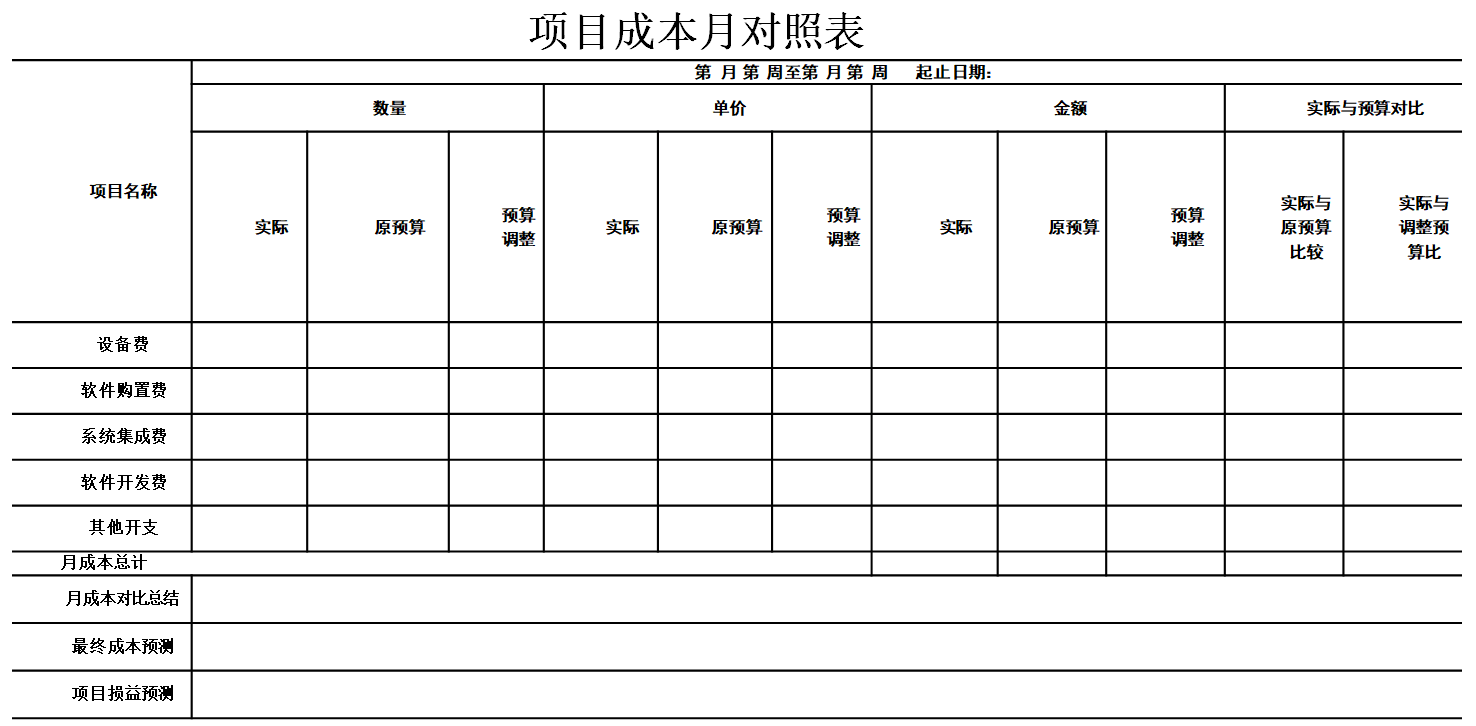 项目成本月对照表
第 月 第 周至第 月 第 周 起止日期：
项目名称
数量
单价
金额
实际与预算对比
实际
原预算
预算
调整
实际
原预算
预算
调整
实际
原预算
预算
调整
实际与
原预算
比较
实际与
调整预
算比
设备费
软件购置费
系统集成费
软件开发费
其他开支
月成本总计
月成本对比总结
最终成本预测
项目损益预测